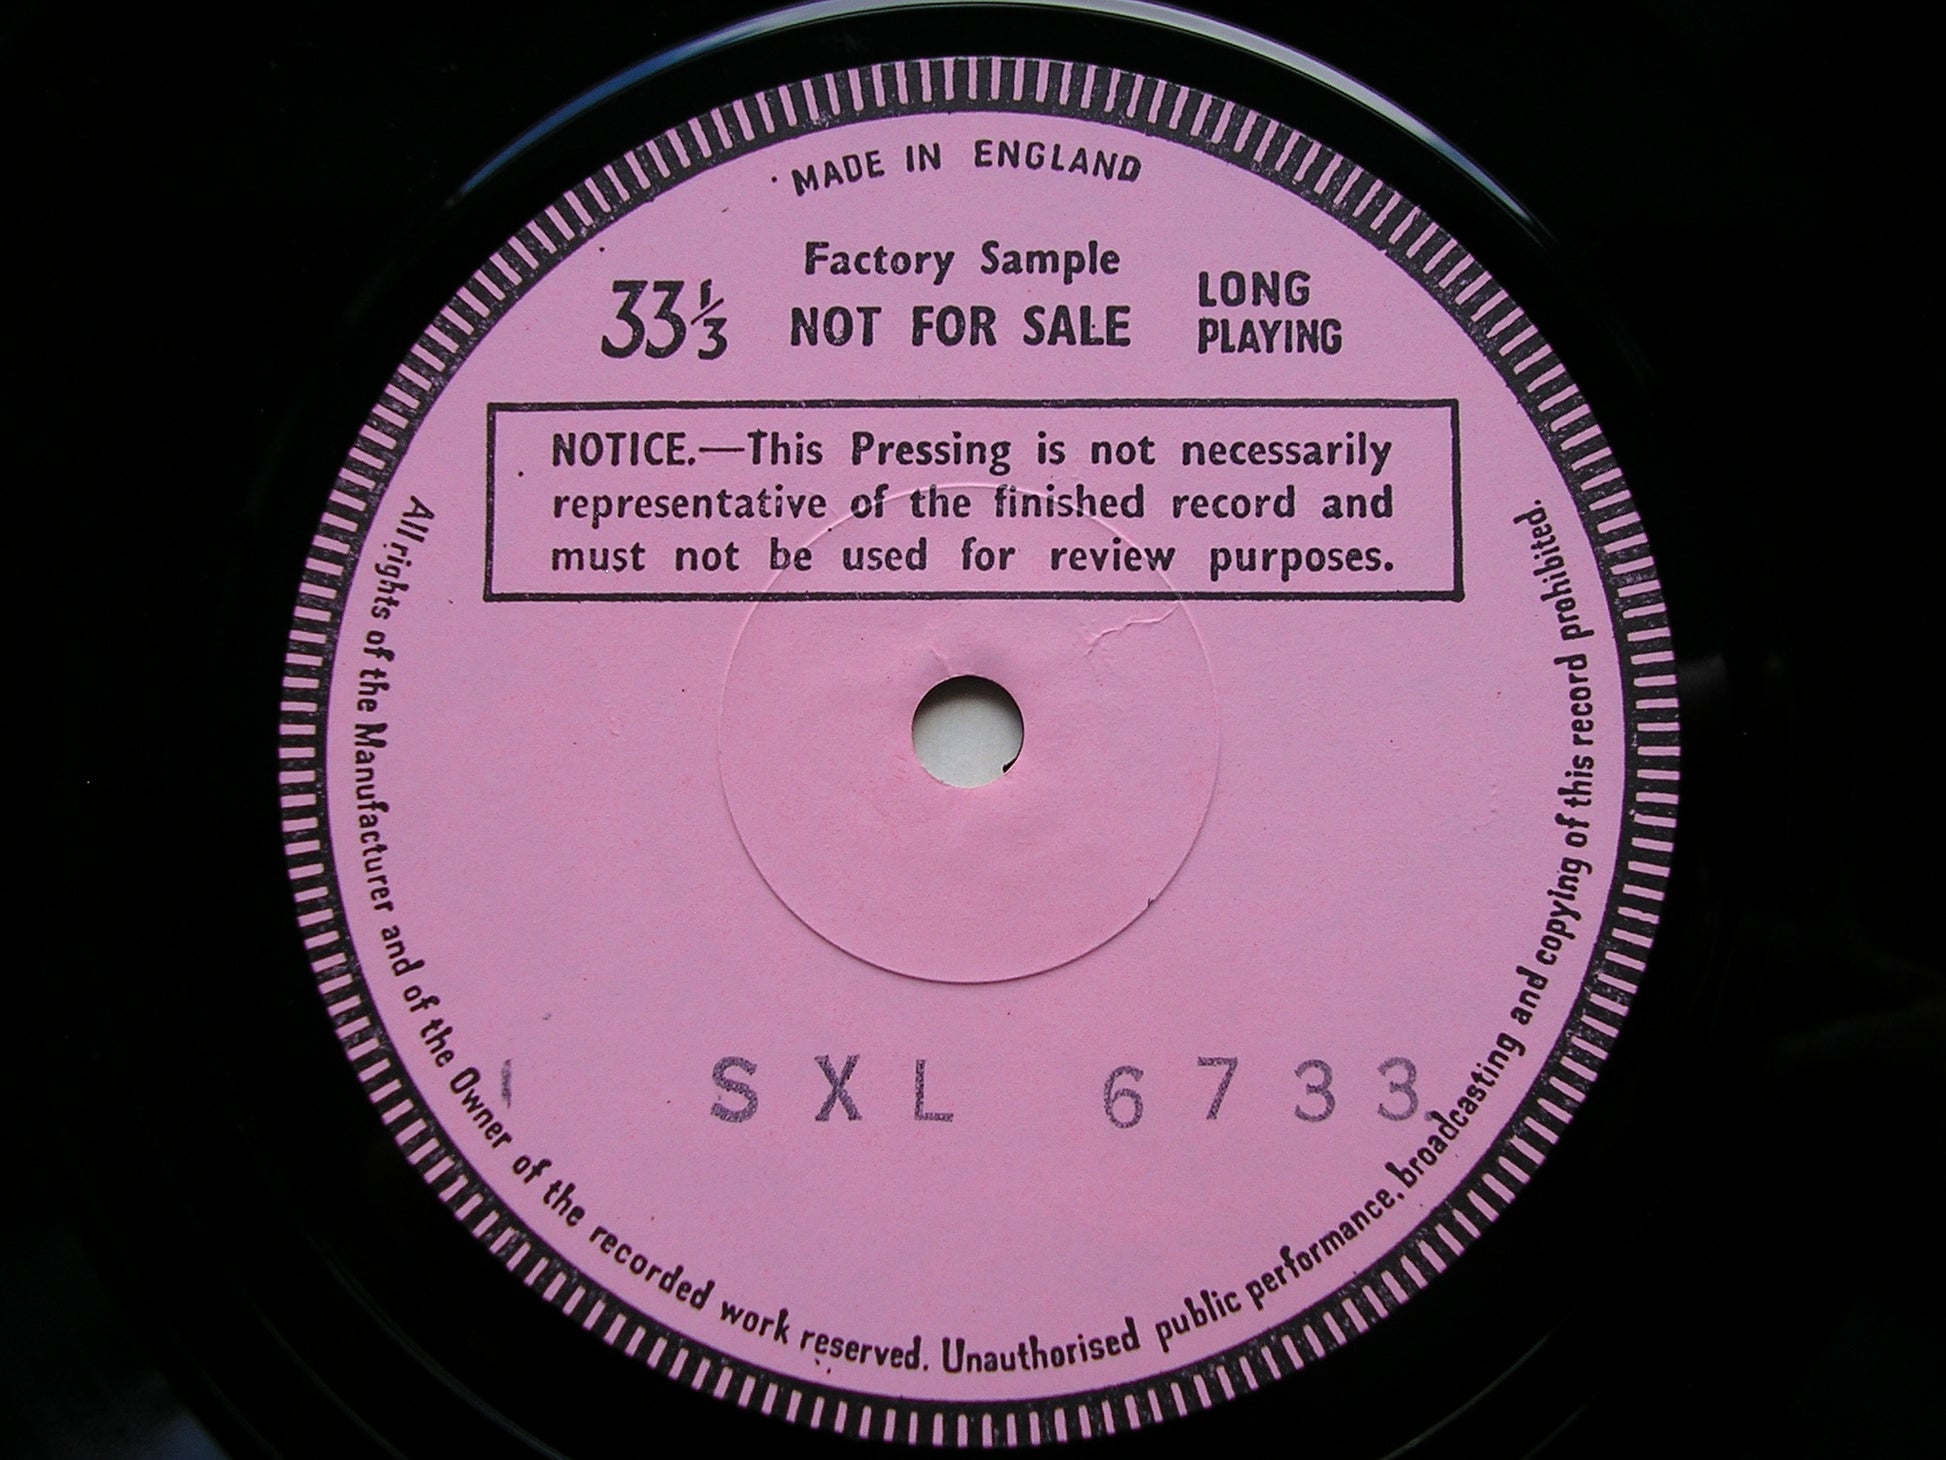 MADE IN ENGLAND
Factory Sample
NOT FOR SALE
33 1/3
LONG
PLAYING
NOTICE.—This Pressing is not necessarily
representative of the finished record and
must not be used for review purposes.
SXL 6733
All rights of the Manufacturer and of the Owner of the recorded work reserved. Unauthorised public performance, broadcasting and copying of this record prohibited.